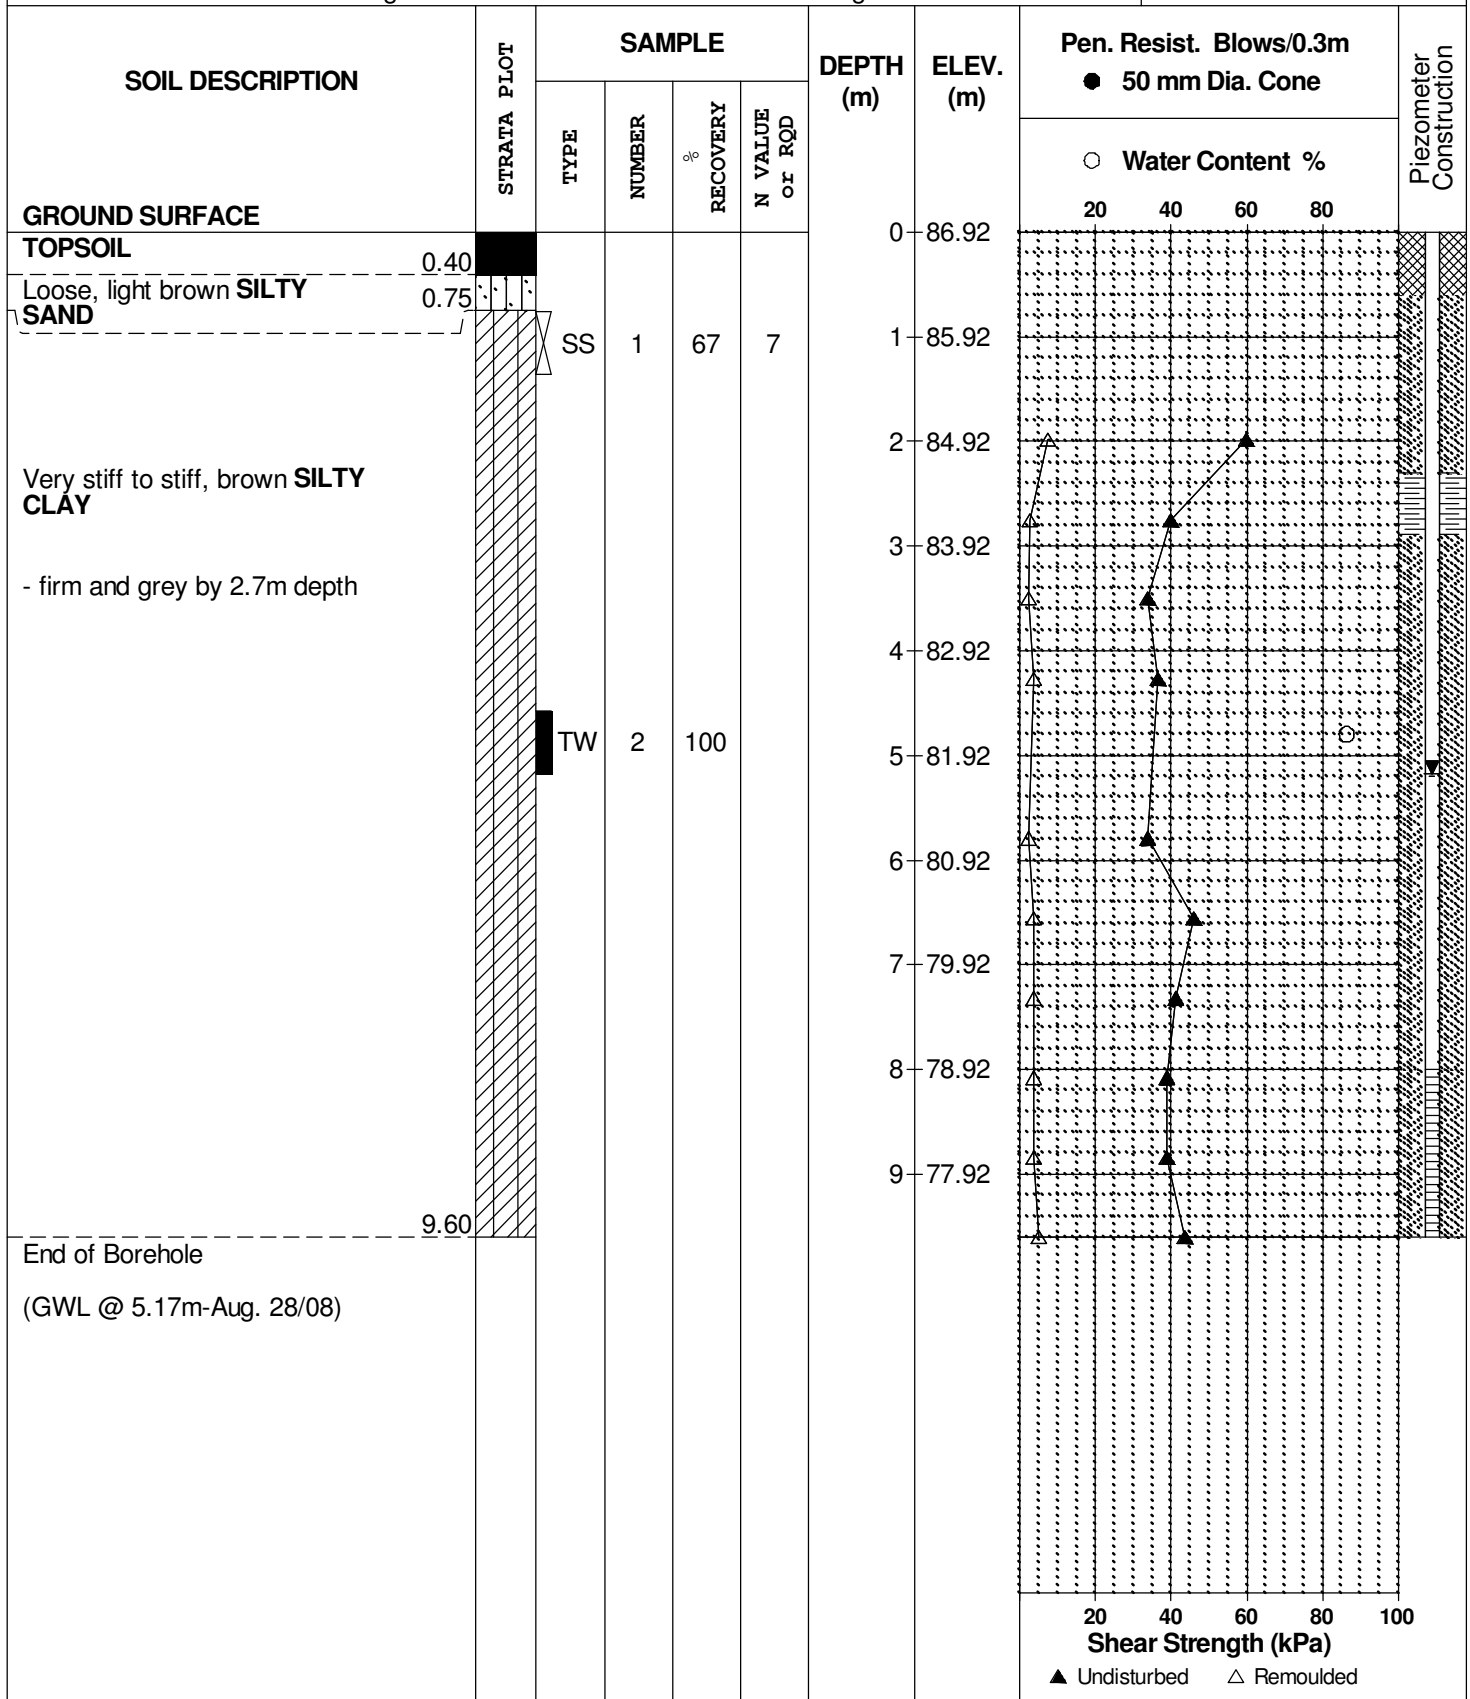 SOIL DESCRIPTION
STRATA PLOT
SAMPLE
TYPE
NUMBER
% RECOVERY
N VALUE or RQD
DEPTH (m)
ELEV. (m)
Pen. Resist. Blows/0.3m
● 50 mm Dia. Cone
○ Water Content %
20 40 60 80
Piezometer Construction
GROUND SURFACE
0 86.92
TOPSOIL
0.40
Loose, light brown SILTY SAND
0.75
SS 1 67 7
1 85.92
2 84.92
Very stiff to stiff, brown SILTY CLAY
3 83.92
- firm and grey by 2.7m depth
4 82.92
TW 2 100
5 81.92
6 80.92
7 79.92
8 78.92
9 77.92
9.60
End of Borehole
(GWL @ 5.17m-Aug. 28/08)
20 40 60 80 100
Shear Strength (kPa)
▲ Undisturbed △ Remoulded